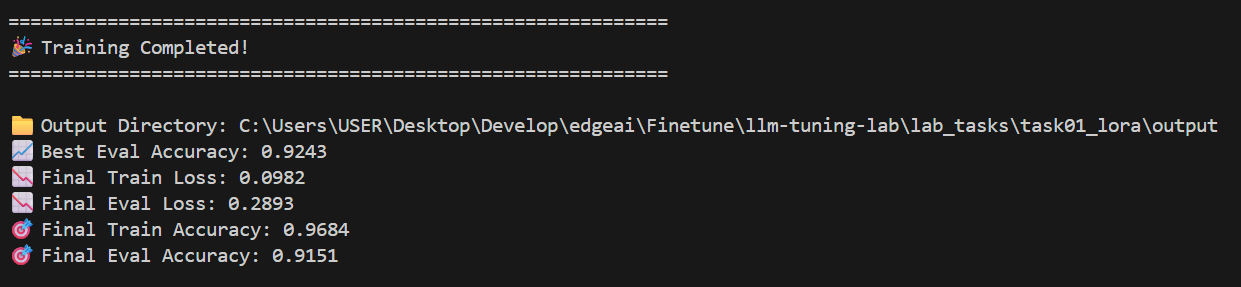 ============================================================
🎉 Training Completed!
============================================================
📁 Output Directory: C:\Users\USER\Desktop\Develop\edgeai\Finetune\llm-tuning-lab\lab_tasks\task01_lora\output
📈 Best Eval Accuracy: 0.9243
📉 Final Train Loss: 0.0982
📉 Final Eval Loss: 0.2893
🎯 Final Train Accuracy: 0.9684
🎯 Final Eval Accuracy: 0.9151